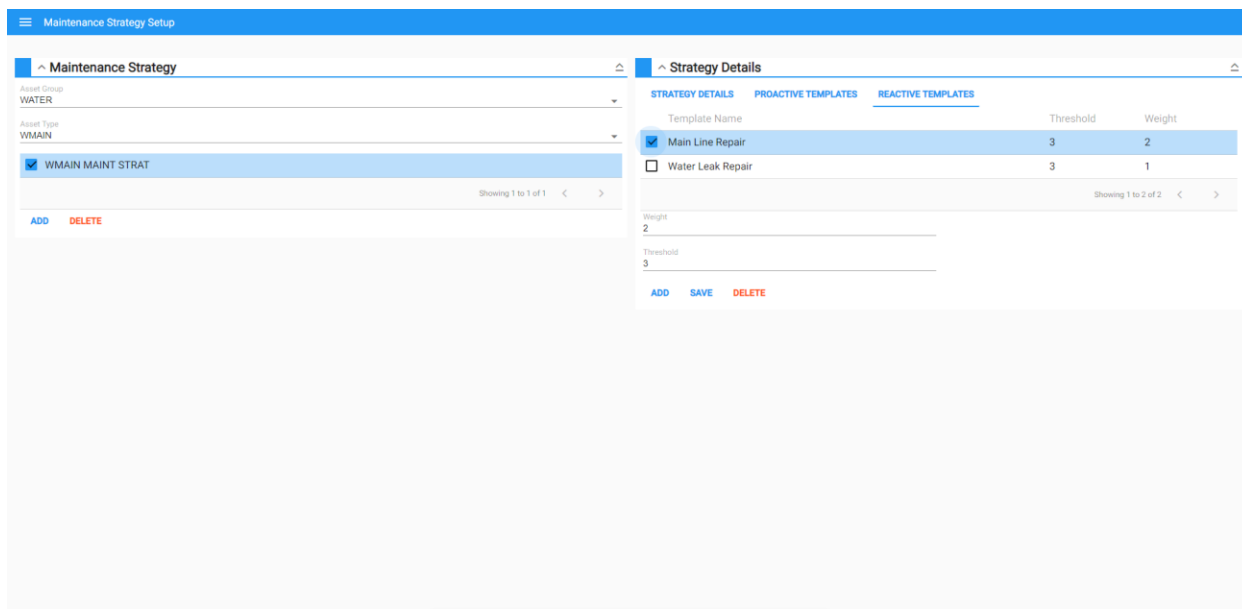 Maintenance Strategy Setup
Maintenance Strategy
Asset Group
WATER
Asset Type
WMAIN
WMAIN MAINT STRAT
Showing 1 to 1 of 1
ADD DELETE
Strategy Details
STRATEGY DETAILS PROACTIVE TEMPLATES REACTIVE TEMPLATES
Template Name Threshold Weight
Main Line Repair 3 2
Water Leak Repair 3 1
Showing 1 to 2 of 2
Weight
2
Threshold
3
ADD SAVE DELETE